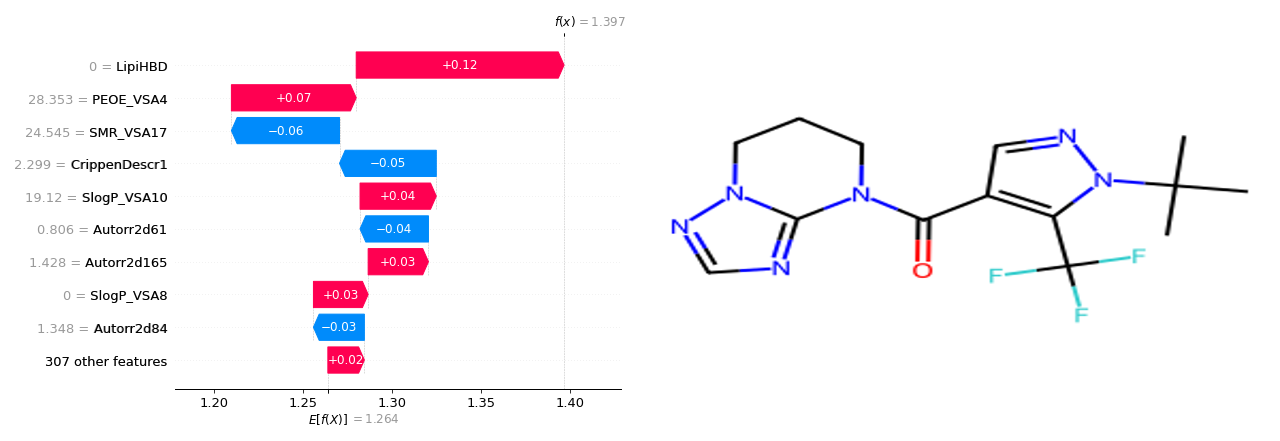 f(x) = 1.397
0 = LipiHBD
+0.12
28.353 = PEOE_VSA4
+0.07
24.545 = SMR_VSA17
−0.06
2.299 = CrippenDescr1
−0.05
19.12 = SlogP_VSA10
+0.04
0.806 = Autorr2d61
−0.04
1.428 = Autorr2d165
+0.03
0 = SlogP_VSA8
+0.03
1.348 = Autorr2d84
−0.03
307 other features
+0.02
1.20 1.25 1.30 1.35 1.40
E[f(X)] = 1.264
N
N
N
N
O
N
N
F
F
F